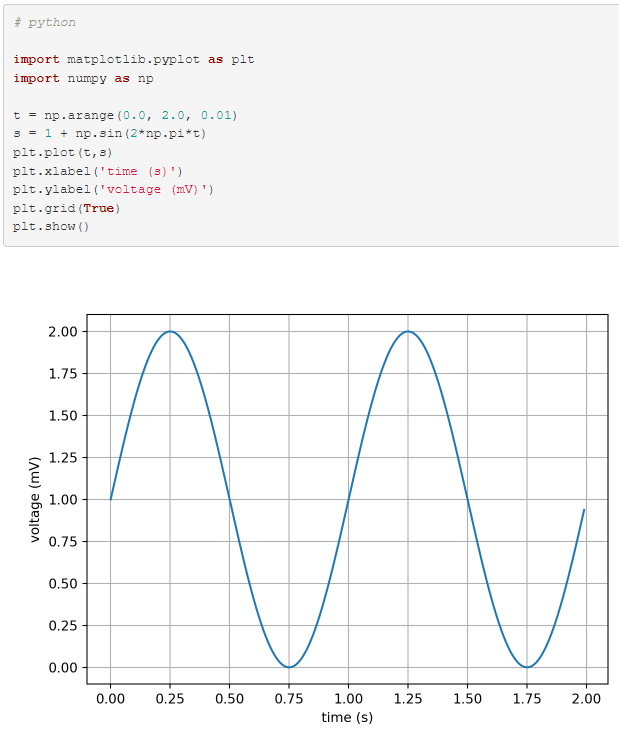 # python
import matplotlib.pyplot as plt
import numpy as np
t = np.arange(0.0, 2.0, 0.01)
s = 1 + np.sin(2*np.pi*t)
plt.plot(t,s)
plt.xlabel('time (s)')
plt.ylabel('voltage (mV)')
plt.grid(True)
plt.show()
voltage (mV)
2.00
1.75
1.50
1.25
1.00
0.75
0.50
0.25
0.00
0.00 0.25 0.50 0.75 1.00 1.25 1.50 1.75 2.00
time (s)